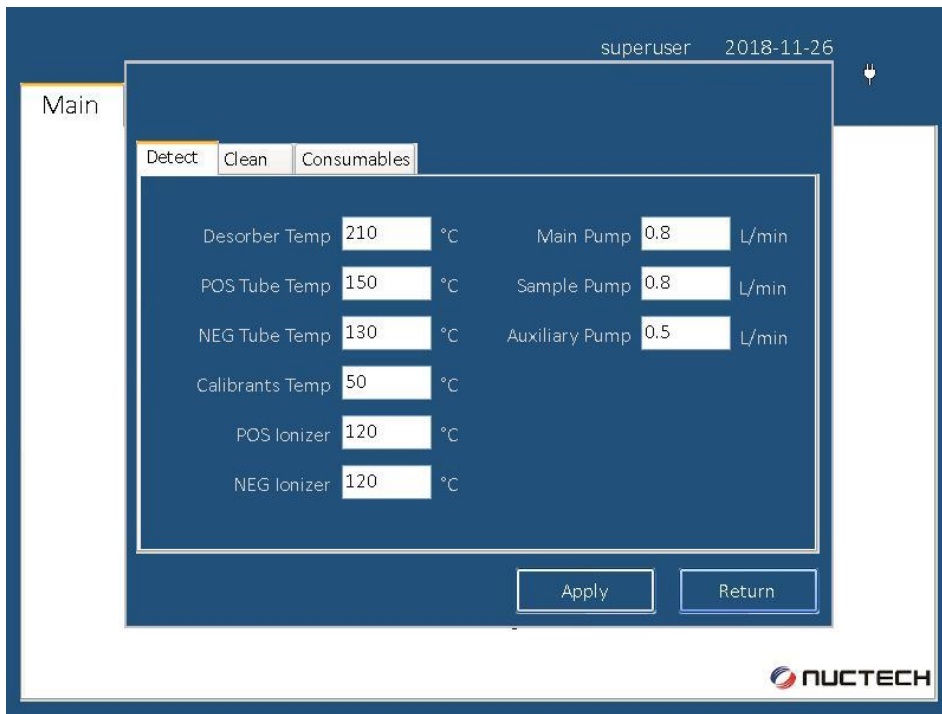 superuser 2018-11-26
Main
Detect Clean Consumables
Desorber Temp 210 °C Main Pump 0.8 L/min
POS Tube Temp 150 °C Sample Pump 0.8 L/min
NEG Tube Temp 130 °C Auxiliary Pump 0.5 L/min
Calibrants Temp 50 °C
POS Ionizer 120 °C
NEG Ionizer 120 °C
Apply Return
NUCTECH